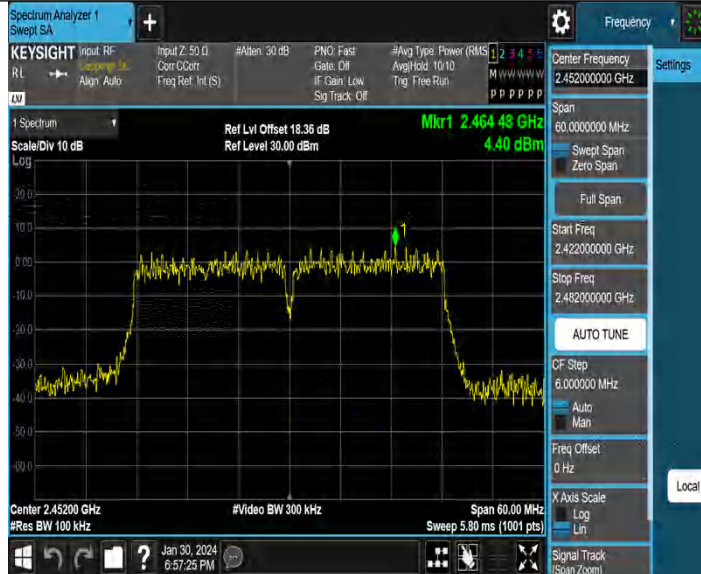 Spectrum Analyzer 1
Swept SA
+
Frequency
KEYSIGHT
RL
Input: RF
Align: Auto
Input Z: 50 Ω
Corr CCorr
Freq Ref: Int (S)
#Atten: 30 dB
PNO: Fast
Gate: Off
IF Gain: Low
Sig Track: Off
#Avg Type: Power (RMS
Avg|Hold: 10/10
Trig: Free Run
1 2 3 4 5 6
M W W W W W
P P P P P P
1 Spectrum
Scale/Div 10 dB
Ref Lvl Offset 18.36 dB
Ref Level 30.00 dBm
Mkr1 2.464 48 GHz
4.40 dBm
Log
20.0
10.0
0.00
-10.0
-20.0
-30.0
-40.0
-50.0
-60.0
1
Center 2.45200 GHz
#Res BW 100 kHz
#Video BW 300 kHz
Span 60.00 MHz
Sweep 5.80 ms (1001 pts)
?
Jan 30, 2024
6:57:25 PM
Center Frequency
2.452000000 GHz
Settings
Span
60.0000000 MHz
Swept Span
Zero Span
Full Span
Start Freq
2.422000000 GHz
Stop Freq
2.482000000 GHz
AUTO TUNE
CF Step
6.000000 MHz
Auto
Man
Freq Offset
0 Hz
X Axis Scale
Log
Lin
Local
Signal Track
(Span Zoom)